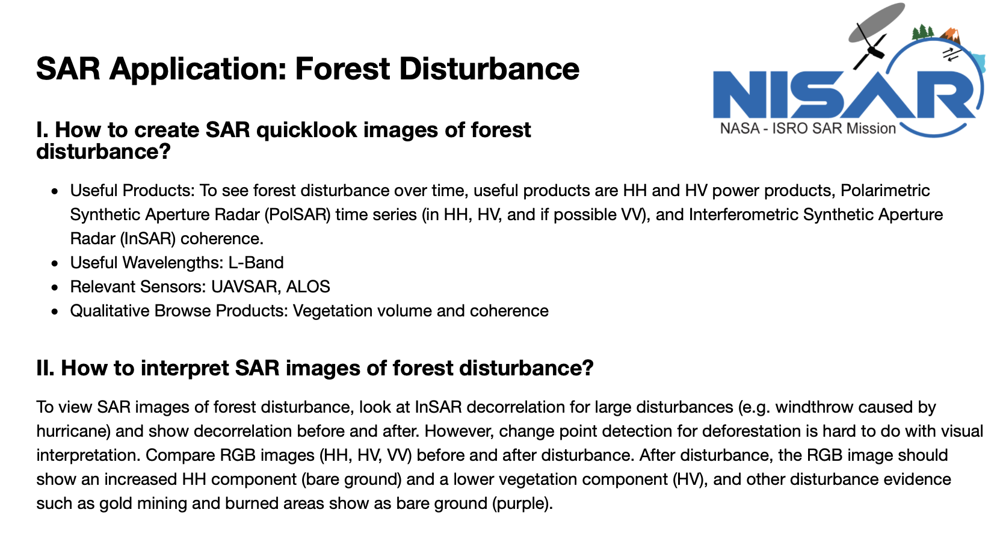 SAR Application: Forest Disturbance
NISAR
NASA - ISRO SAR Mission
I. How to create SAR quicklook images of forest
disturbance?
• Useful Products: To see forest disturbance over time, useful products are HH and HV power products, Polarimetric
Synthetic Aperture Radar (PolSAR) time series (in HH, HV, and if possible VV), and Interferometric Synthetic Aperture
Radar (InSAR) coherence.
• Useful Wavelengths: L-Band
• Relevant Sensors: UAVSAR, ALOS
• Qualitative Browse Products: Vegetation volume and coherence
II. How to interpret SAR images of forest disturbance?
To view SAR images of forest disturbance, look at InSAR decorrelation for large disturbances (e.g. windthrow caused by
hurricane) and show decorrelation before and after. However, change point detection for deforestation is hard to do with visual
interpretation. Compare RGB images (HH, HV, VV) before and after disturbance. After disturbance, the RGB image should
show an increased HH component (bare ground) and a lower vegetation component (HV), and other disturbance evidence
such as gold mining and burned areas show as bare ground (purple).